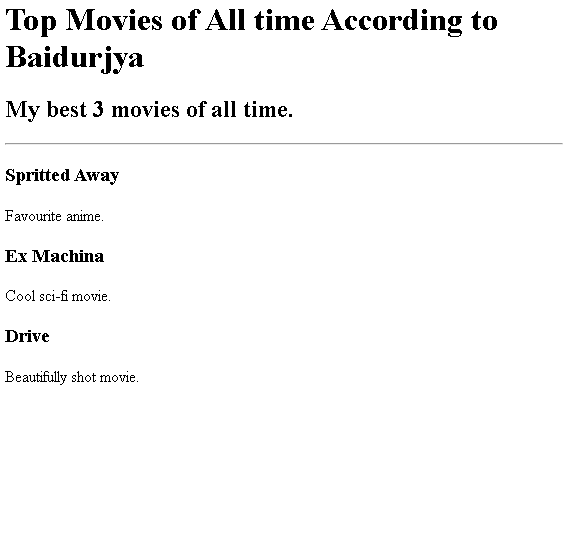 Top Movies of All time According to
Baidurjya
My best 3 movies of all time.
Spritted Away
Favourite anime.
Ex Machina
Cool sci-fi movie.
Drive
Beautifully shot movie.